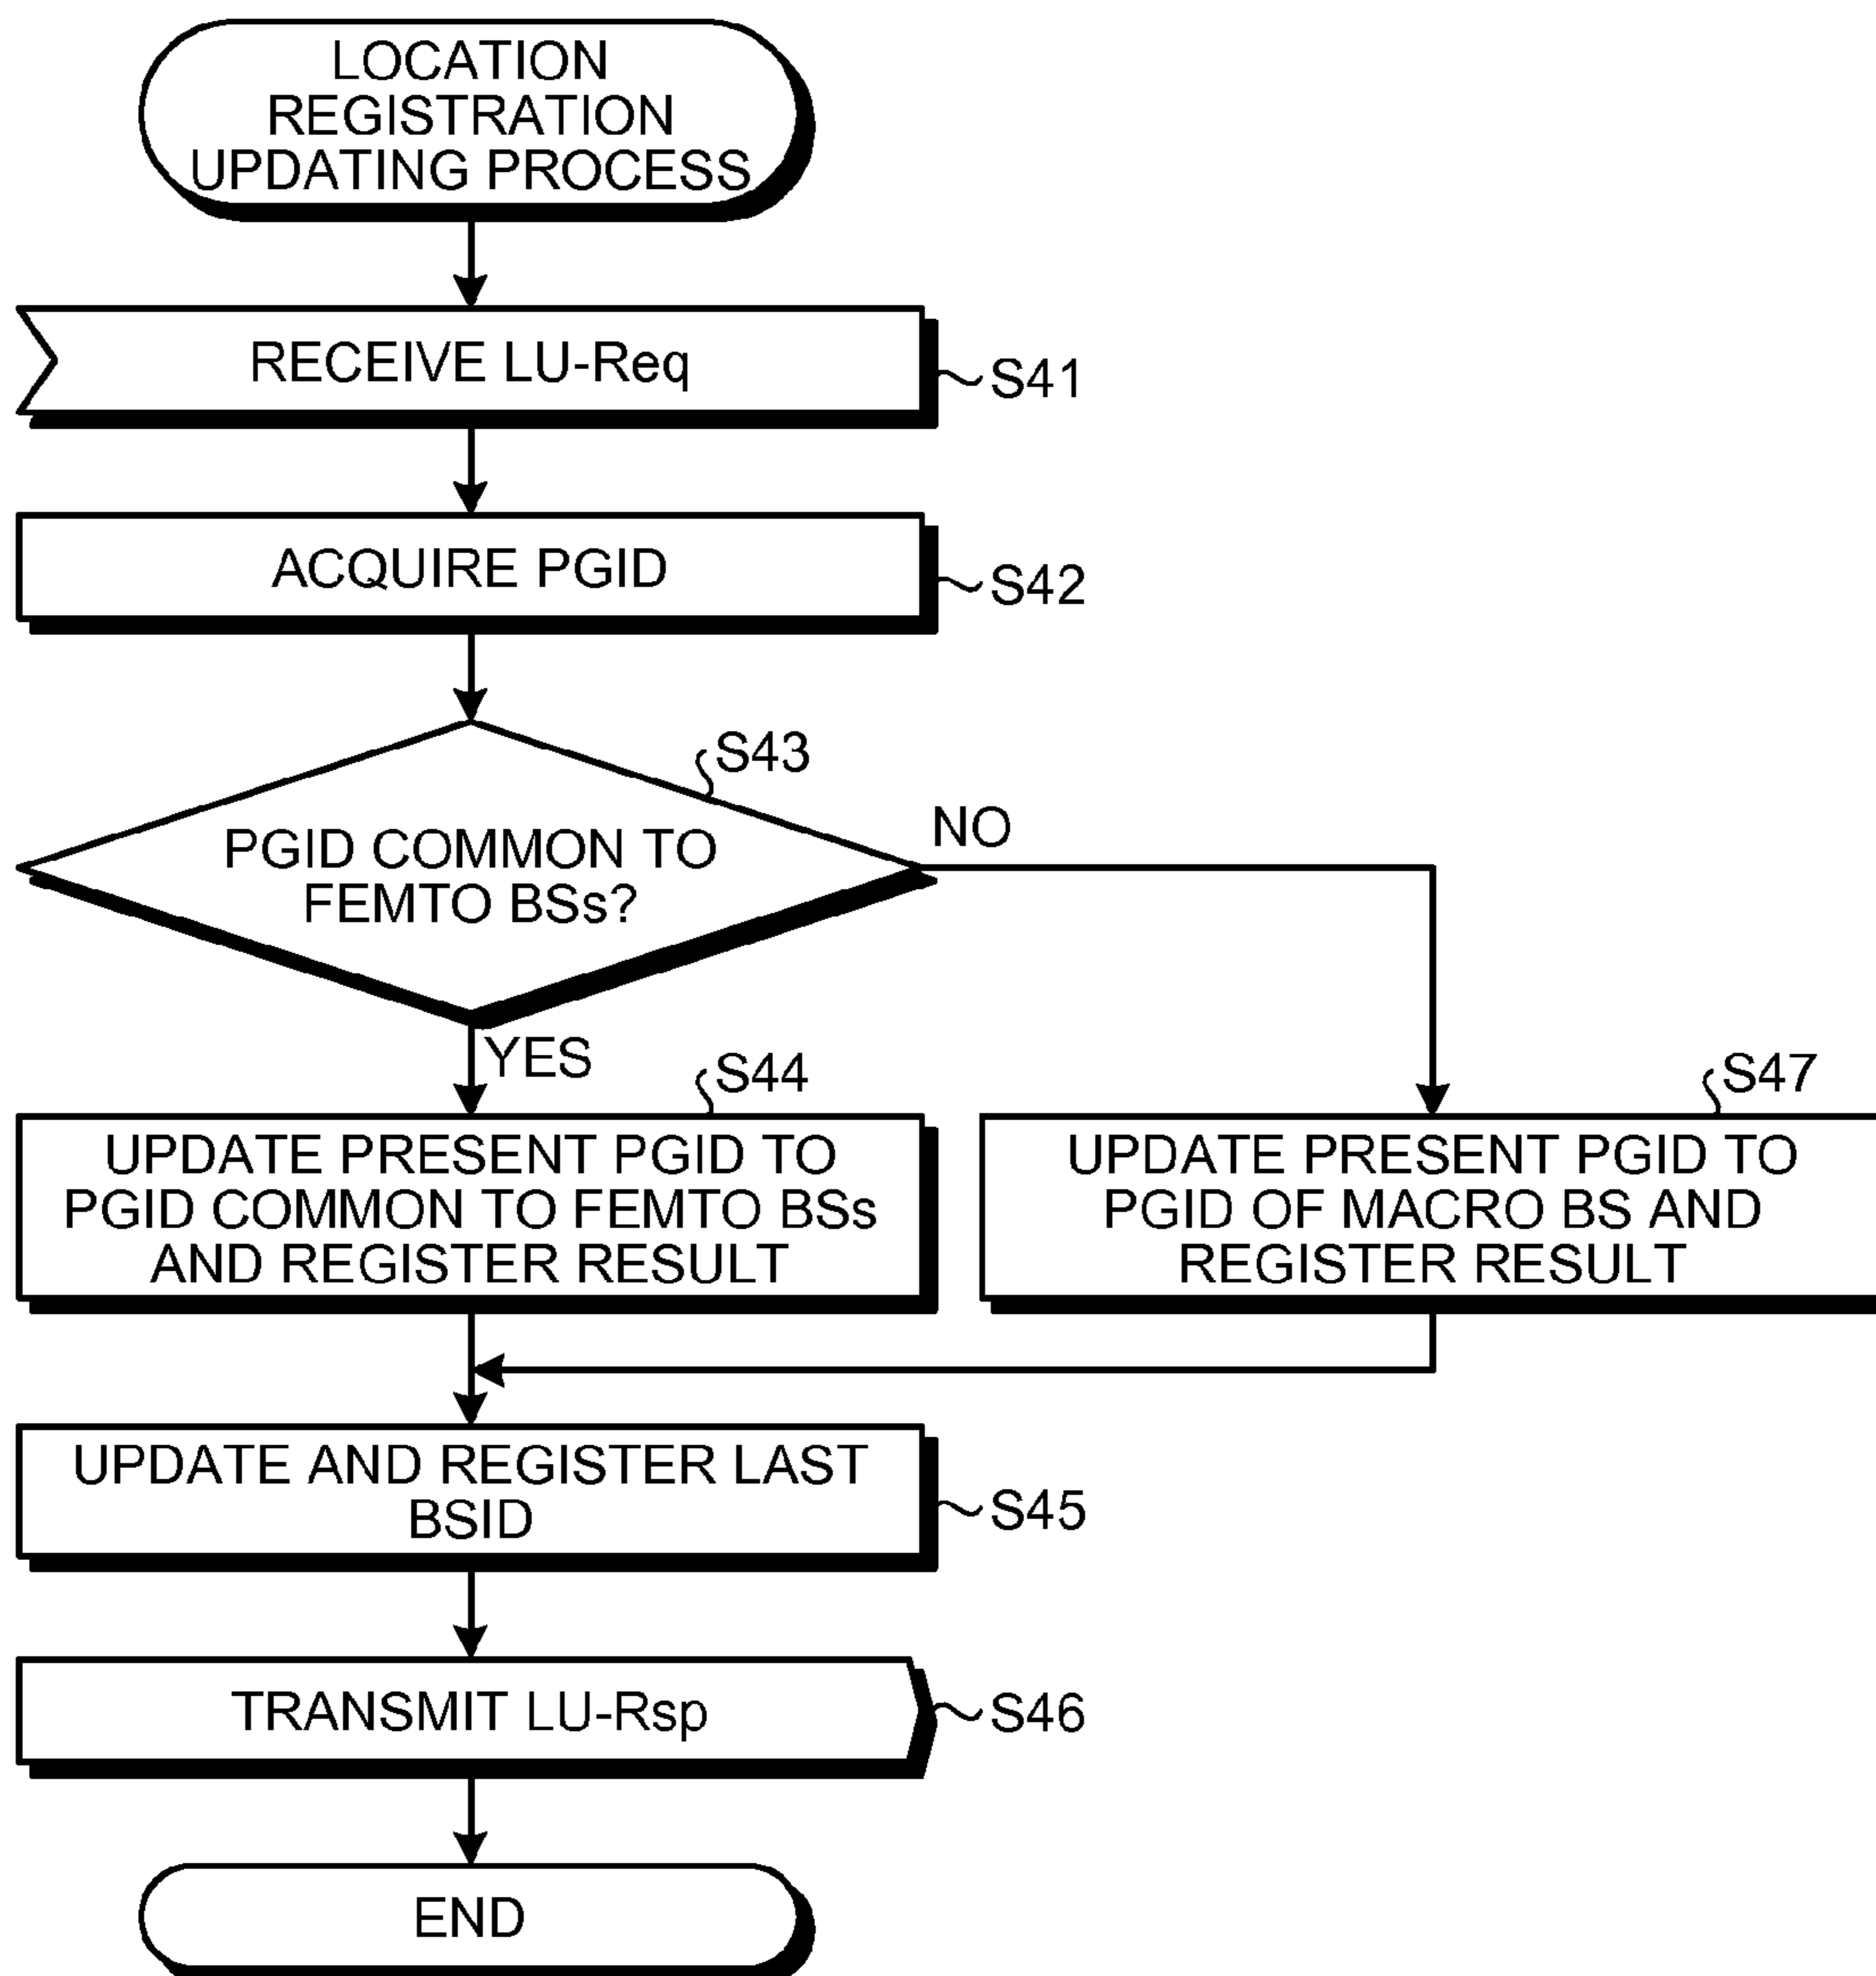 LOCATION
REGISTRATION
UPDATING PROCESS
RECEIVE LU-Req
S41
ACQUIRE PGID
S42
S43
PGID COMMON TO
FEMTO BSs?
NO
YES
S44
UPDATE PRESENT PGID TO
PGID COMMON TO FEMTO BSs
AND REGISTER RESULT
S47
UPDATE PRESENT PGID TO
PGID OF MACRO BS AND
REGISTER RESULT
UPDATE AND REGISTER LAST
BSID
S45
TRANSMIT LU-Rsp
S46
END